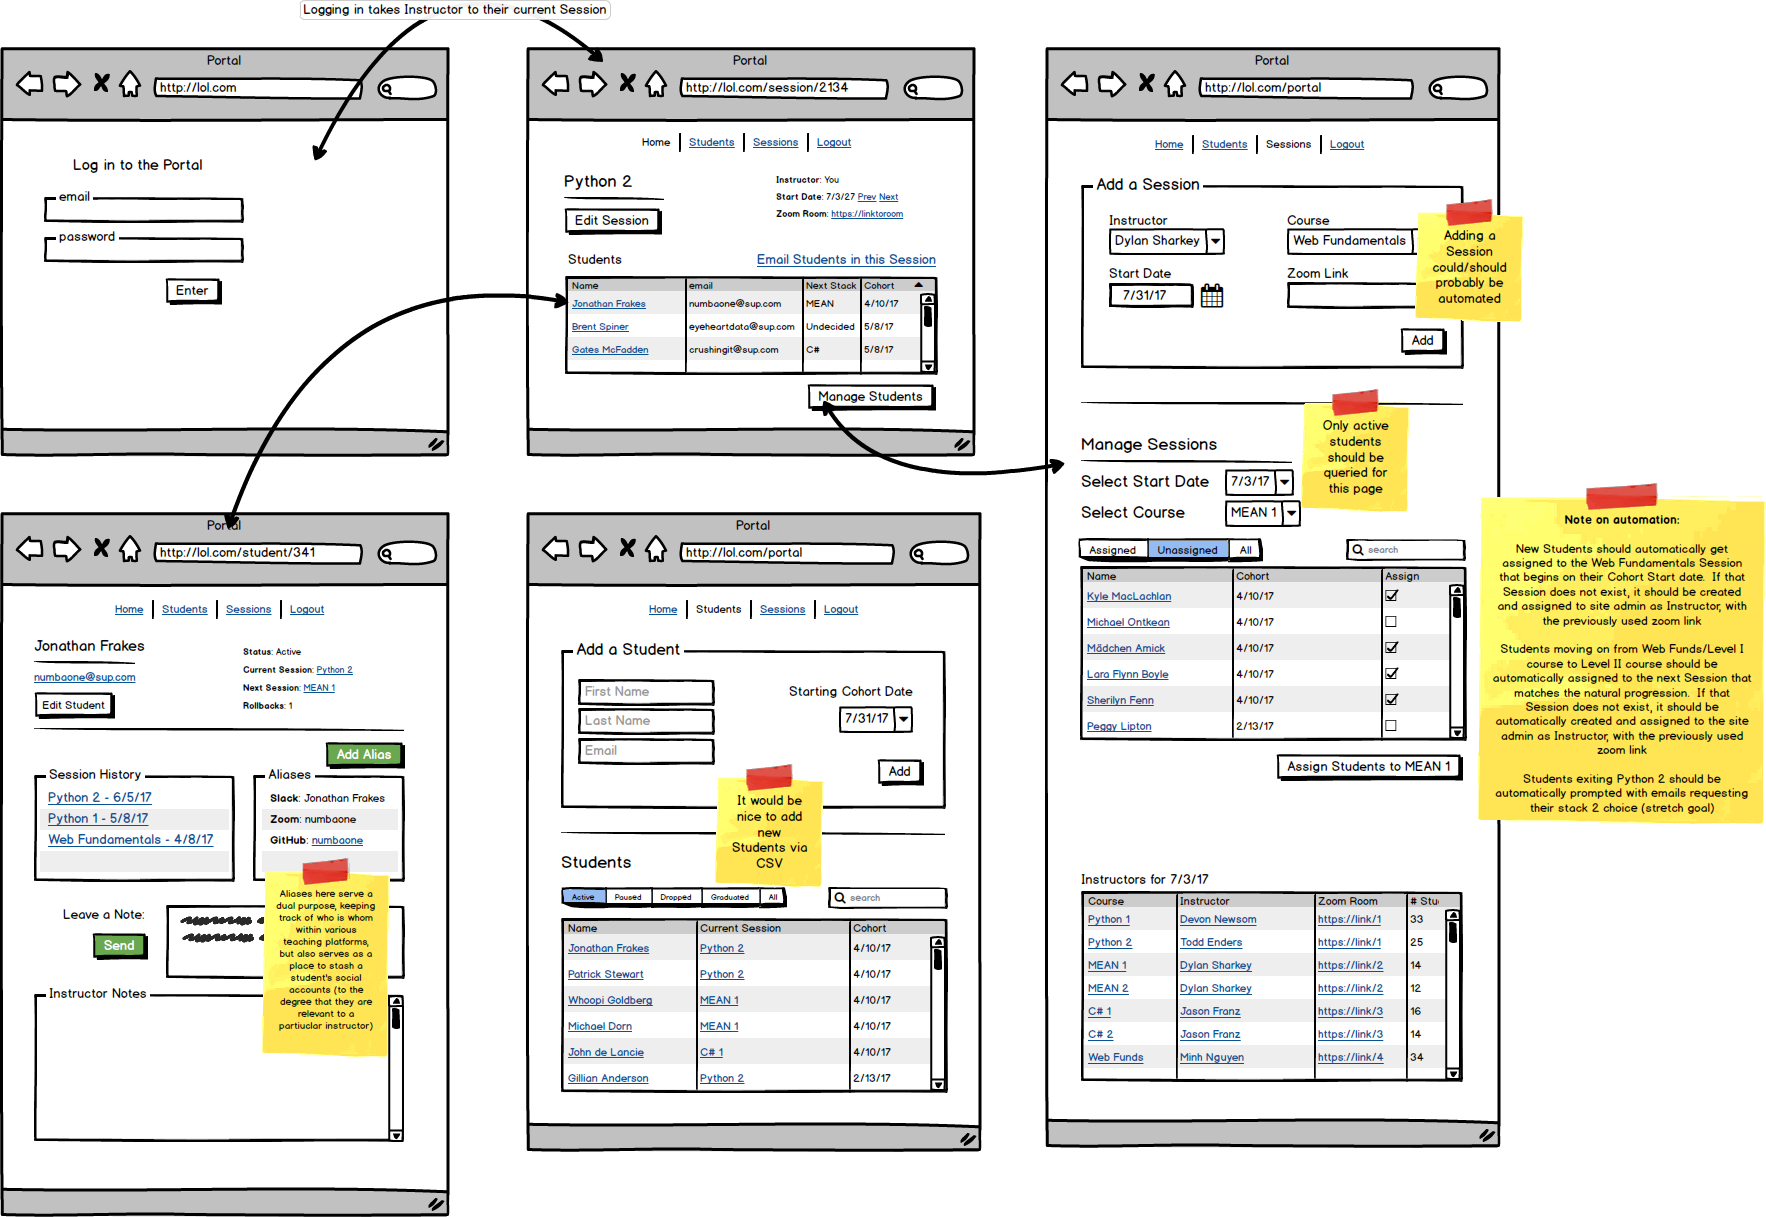 Logging in takes Instructor to their current Session
Portal
http://lol.com
Log in to the Portal
email
password
Enter
Portal
http://lol.com/session/2134
Home Students Sessions Logout
Python 2
Edit Session
Instructor: You
Start Date: 7/3/27 Prev Next
Zoom Room: https://linktoroom
Students Email Students in this Session
Name email Next Stack Cohort
Jonathan Frakes numbaone@sup.com MEAN 4/10/17
Brent Spiner eyeheartdata@sup.com Undecided 5/8/17
Gates McFadden crushingit@sup.com C# 5/8/17
Manage Students
Portal
http://lol.com/portal
Home Students Sessions Logout
Add a Session
Instructor Course
Dylan Sharkey Web Fundamentals
Start Date Zoom Link
7/31/17
Add
Adding a
Session
could/should
probably be
automated
Manage Sessions
Select Start Date 7/3/17
Select Course MEAN 1
Only active
students
should be
queried for
this page
Assigned Unassigned All search
Name Cohort Assign
Kyle MacLachlan 4/10/17
Michael Ontkean 4/10/17
Mädchen Amick 4/10/17
Lara Flynn Boyle 4/10/17
Sherilyn Fenn 4/10/17
Peggy Lipton 2/13/17
Assign Students to MEAN 1
Instructors for 7/3/17
Course Instructor Zoom Room # Stu
Python 1 Devon Newsom https://link/1 33
Python 2 Todd Enders https://link/1 25
MEAN 1 Dylan Sharkey https://link/2 14
MEAN 2 Dylan Sharkey https://link/2 12
C# 1 Jason Franz https://link/3 16
C# 2 Jason Franz https://link/3 14
Web Funds Minh Nguyen https://link/4 34
Note on automation:
New Students should automatically get
assigned to the Web Fundamentals Session
that begins on their Cohort Start date. If that
Session does not exist, it should be created
and assigned to site admin as Instructor, with
the previously used zoom link
Students moving on from Web Funds/Level I
course to Level II course should be
automatically assigned to the next Session that
matches the natural progression. If that
Session does not exist, it should be
automatically created and assigned to the site
admin as Instructor, with the previously used
zoom link
Students exiting Python 2 should be
automatically prompted with emails requesting
their stack 2 choice (stretch goal)
Portal
http://lol.com/student/341
Home Students Sessions Logout
Jonathan Frakes
numbaone@sup.com
Edit Student
Status: Active
Current Session: Python 2
Next Session: MEAN 1
Rollbacks: 1
Add Alias
Session History
Python 2 - 6/5/17
Python 1 - 5/8/17
Web Fundamentals - 4/8/17
Aliases
Slack: Jonathan Frakes
Zoom: numbaone
GitHub: numbaone
Leave a Note:
Send
Instructor Notes
Aliases here serve a
dual purpose, keeping
track of who is whom
within various
teaching platforms,
but also serves as a
place to stash a
student's social
accounts (to the
degree that they are
relevant to a
partiuclar instructor)
Portal
http://lol.com/portal
Home Students Sessions Logout
Add a Student
First Name
Last Name
Email
Starting Cohort Date
7/31/17
Add
It would be
nice to add
new
Students via
CSV
Students
Active Paused Dropped Graduated All search
Name Current Session Cohort
Jonathan Frakes Python 2 4/10/17
Patrick Stewart Python 2 4/10/17
Whoopi Goldberg MEAN 1 4/10/17
Michael Dorn MEAN 1 4/10/17
John de Lancie C# 1 4/10/17
Gillian Anderson Python 2 2/13/17